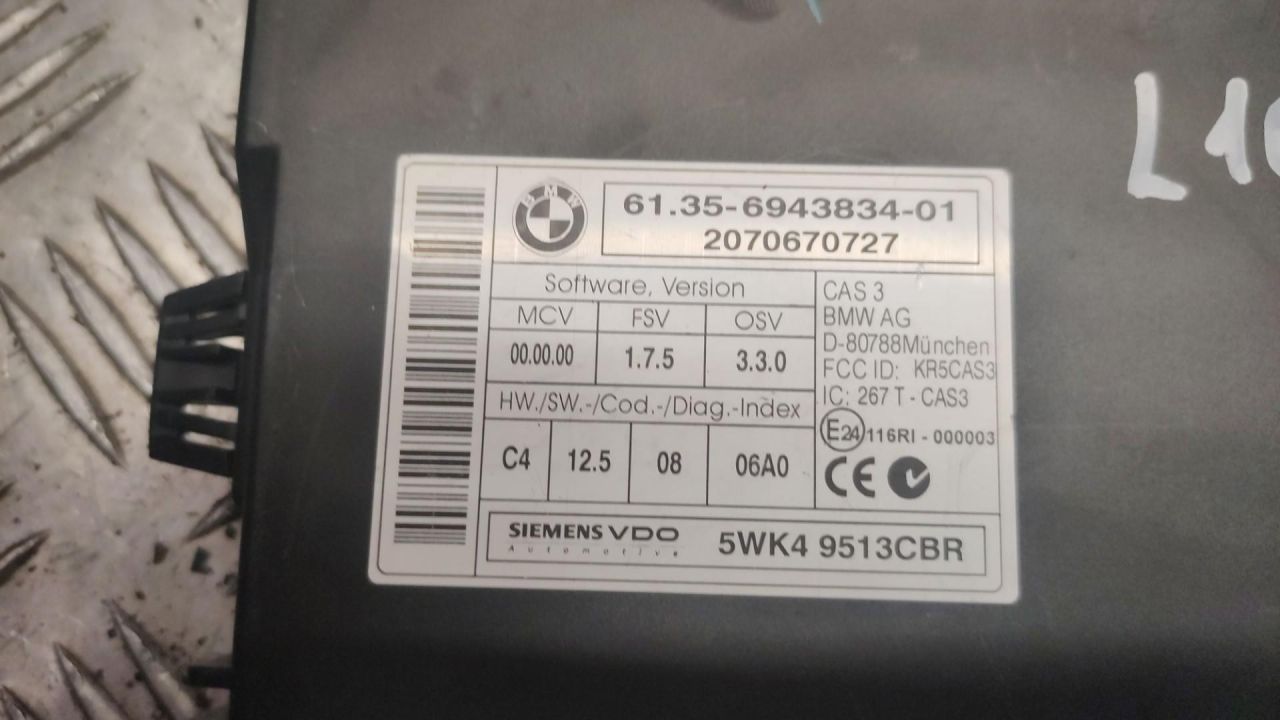 L1
BMW
61.35-6943834-01
2070670727
Software, Version
MCV FSV OSV
00.00.00 1.7.5 3.3.0
HW./SW.-/Cod.-/Diag.-Index
C4 12.5 08 06A0
CAS 3
BMW AG
D-80788München
FCC ID: KR5CAS3
IC: 267 T - CAS3
E24 116RI - 000003
CE
SIEMENS VDO
Automotive
5WK4 9513CBR